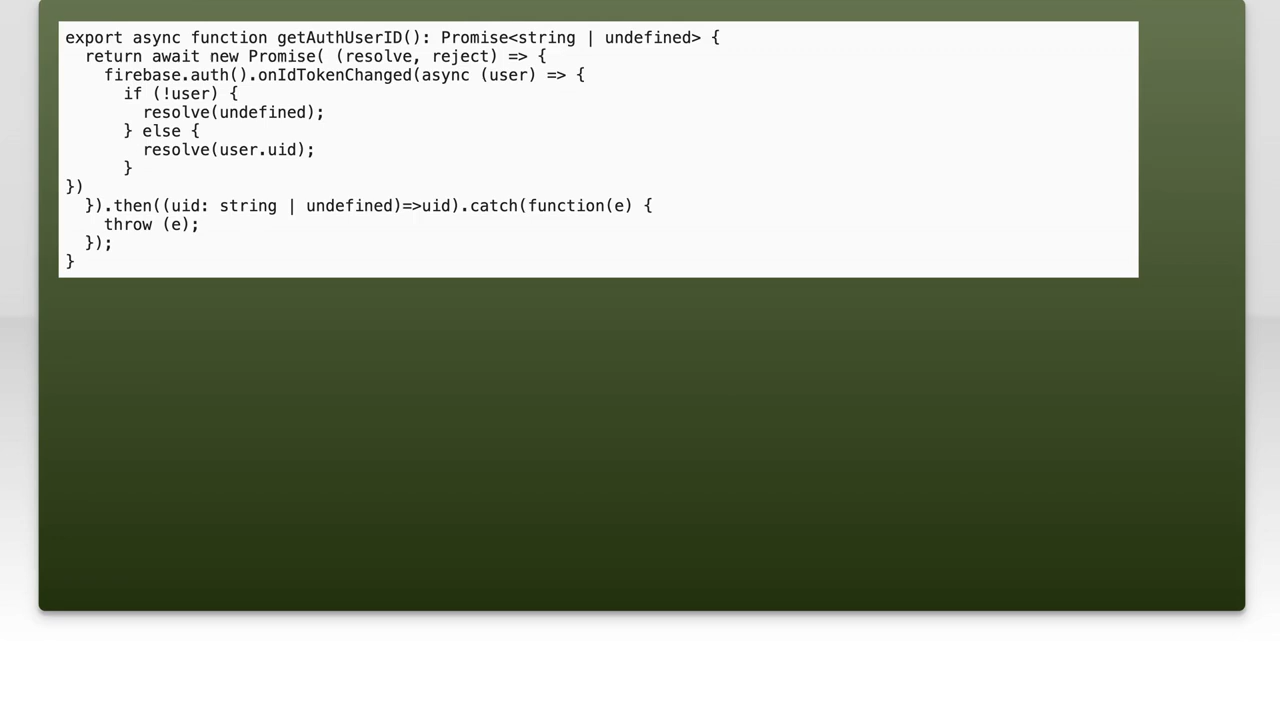 export async function getAuthUserID(): Promise<string | undefined> {
  return await new Promise( (resolve, reject) => {
    firebase.auth().onIdTokenChanged(async (user) => {
      if (!user) {
        resolve(undefined);
      } else {
        resolve(user.uid);
      }
})
  }).then((uid: string | undefined)=>uid).catch(function(e) {
    throw (e);
  });
}